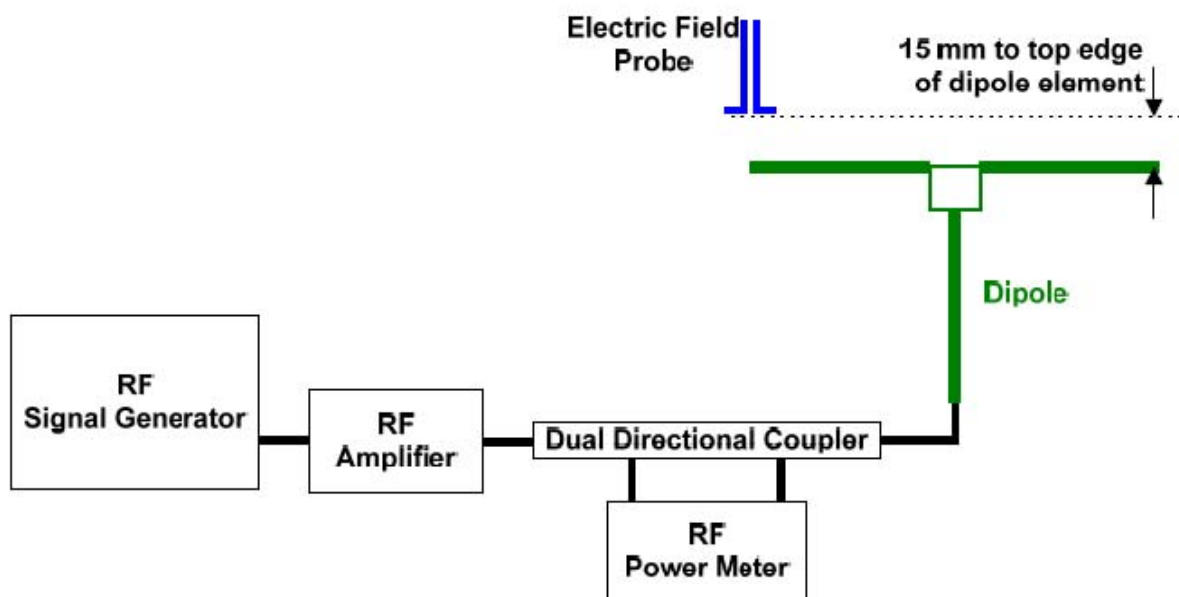 Electric Field
Probe
15 mm to top edge
of dipole element
Dipole
RF
Signal Generator
RF
Amplifier
Dual Directional Coupler
RF
Power Meter